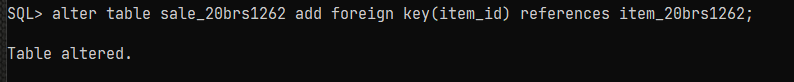 SQL> alter table sale_20brs1262 add foreign key(item_id) references item_20brs1262;
Table altered.